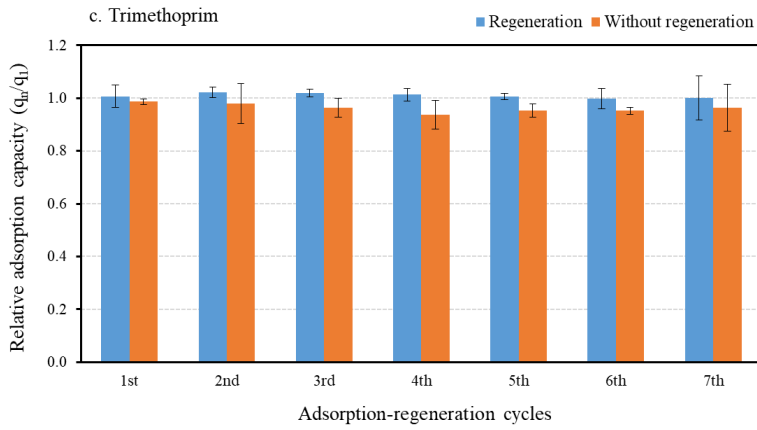 c. Trimethoprim
Regeneration
Without regeneration
Relative adsorption capacity (qn/q1)
1.2
1.0
0.8
0.6
0.4
0.2
0.0
1st
2nd
3rd
4th
5th
6th
7th
Adsorption-regeneration cycles